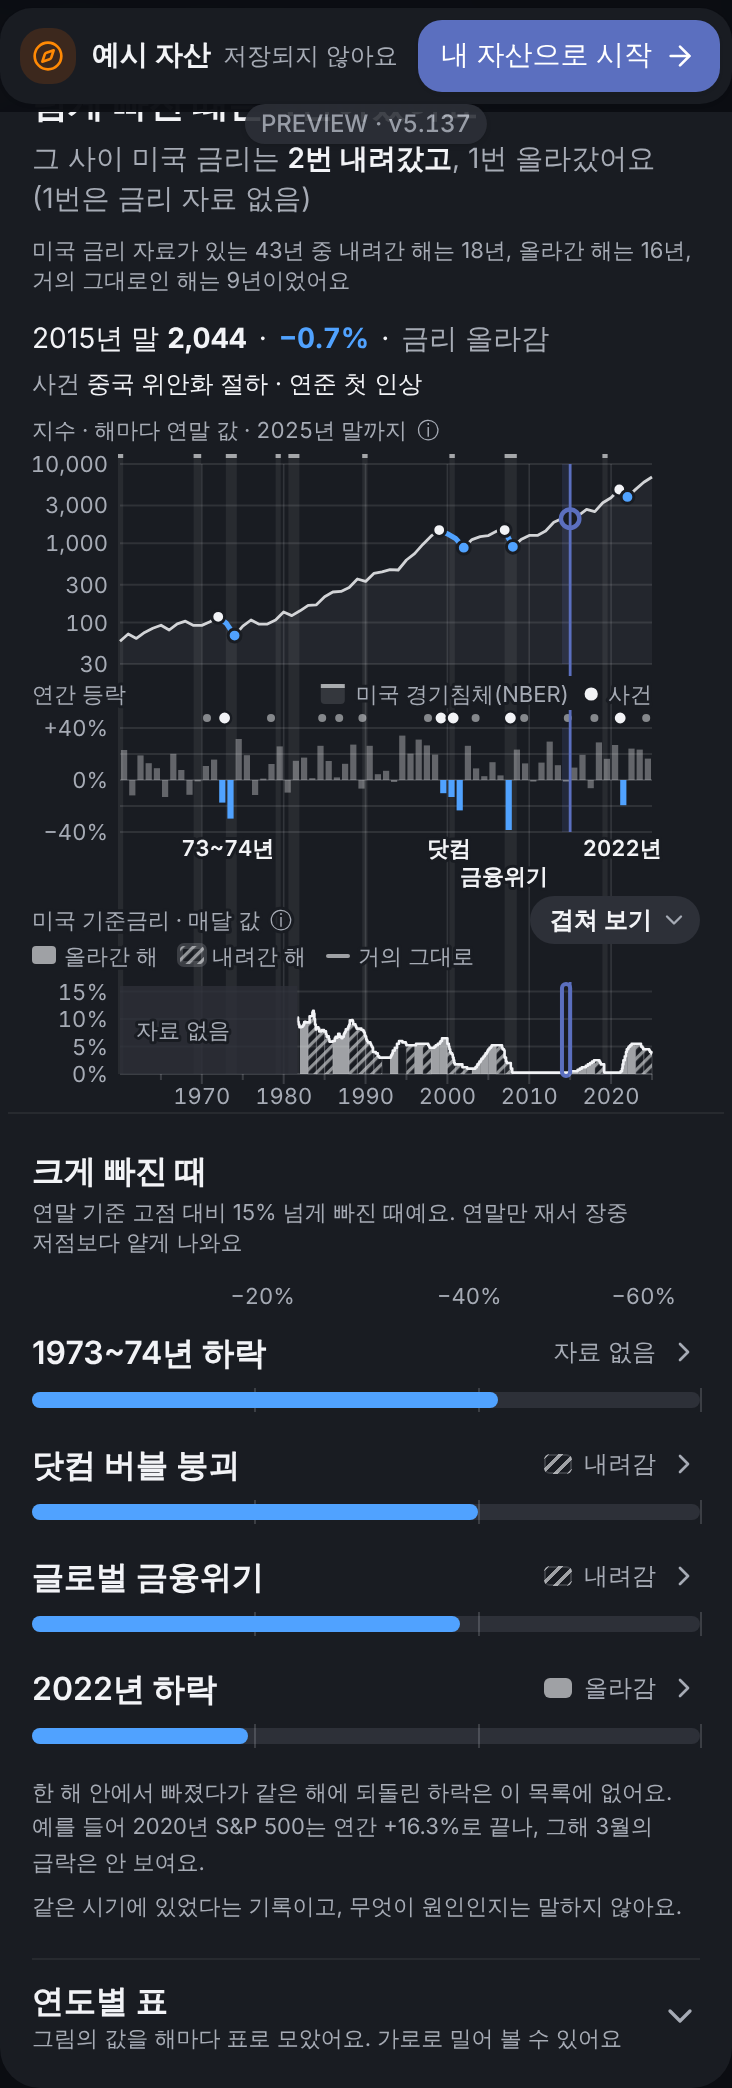 예시 자산 저장되지 않아요 내 자산으로 시작 →
PREVIEW · v5.137
그 사이 미국 금리는 2번 내려갔고, 1번 올라갔어요
(1번은 금리 자료 없음)
미국 금리 자료가 있는 43년 중 내려간 해는 18년, 올라간 해는 16년,
거의 그대로인 해는 9년이었어요
2015년 말 2,044 · −0.7% · 금리 올라감
사건 중국 위안화 절하 · 연준 첫 인상
지수 · 해마다 연말 값 · 2025년 말까지 ⓘ
10,000
3,000
1,000
300
100
30
연간 등락 미국 경기침체(NBER) 사건
+40%
0%
−40%
73~74년 닷컴 2022년
금융위기
미국 기준금리 · 매달 값 ⓘ 겹쳐 보기
올라간 해 내려간 해 거의 그대로
15%
10%
자료 없음
5%
0%
1970 1980 1990 2000 2010 2020
크게 빠진 때
연말 기준 고점 대비 15% 넘게 빠진 때예요. 연말만 재서 장중
저점보다 얕게 나와요
−20% −40% −60%
1973~74년 하락 자료 없음
닷컴 버블 붕괴 내려감
글로벌 금융위기 내려감
2022년 하락 올라감
한 해 안에서 빠졌다가 같은 해에 되돌린 하락은 이 목록에 없어요.
예를 들어 2020년 S&P 500는 연간 +16.3%로 끝나, 그해 3월의
급락은 안 보여요.
같은 시기에 있었다는 기록이고, 무엇이 원인인지는 말하지 않아요.
연도별 표
그림의 값을 해마다 표로 모았어요. 가로로 밀어 볼 수 있어요